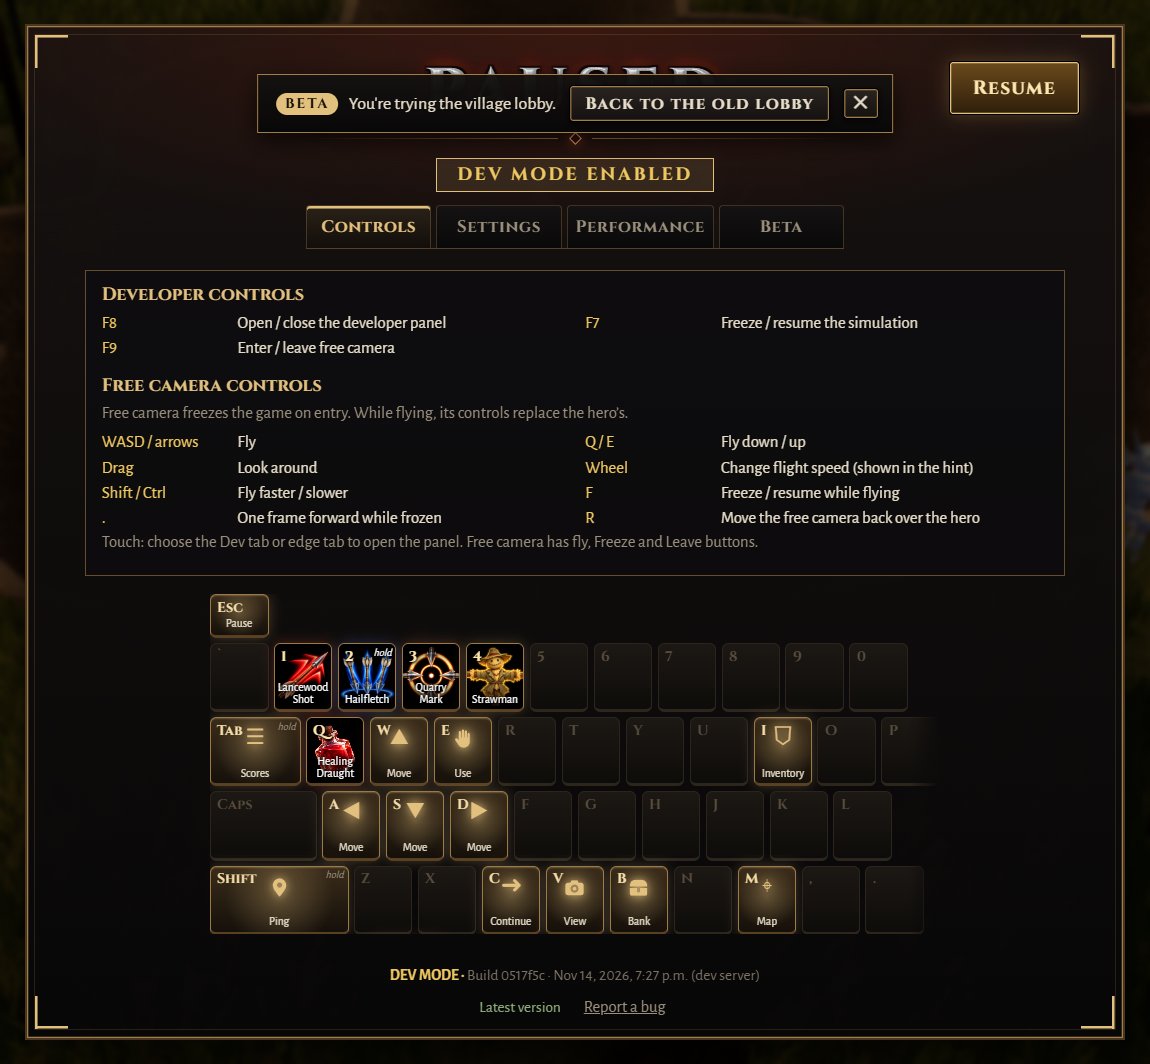 PAUSED
BETA You're trying the village lobby. BACK TO THE OLD LOBBY ✕
RESUME
DEV MODE ENABLED
CONTROLS SETTINGS PERFORMANCE BETA
DEVELOPER CONTROLS
F8 Open / close the developer panel F7 Freeze / resume the simulation
F9 Enter / leave free camera
FREE CAMERA CONTROLS
Free camera freezes the game on entry. While flying, its controls replace the hero's.
WASD / arrows Fly Q / E Fly down / up
Drag Look around Wheel Change flight speed (shown in the hint)
Shift / Ctrl Fly faster / slower F Freeze / resume while flying
. One frame forward while frozen R Move the free camera back over the hero
Touch: choose the Dev tab or edge tab to open the panel. Free camera has fly, Freeze and Leave buttons.
ESC
Pause
` 1 2 hold 3 4 5 6 7 8 9 0
Lancewood Shot Hailfletch Quarry Mark Strawman
TAB hold Q W E R T Y U I O P
Scores Healing Draught Move Use Inventory
CAPS A S D F G H J K L
Move Move Move
SHIFT hold Z X C V B N M , .
Ping Continue View Bank Map
DEV MODE · Build 0517f5c · Nov 14, 2026, 7:27 p.m. (dev server)
Latest version Report a bug